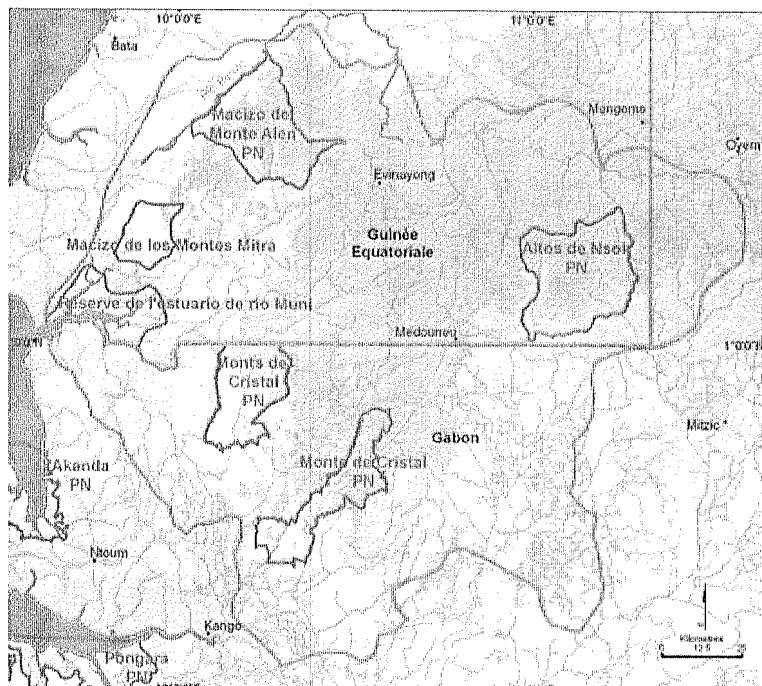 10°0'0"E
11°0'0"E
Bata
Macizo del
Monte Alen
PN
Mongomo
Oyem
Evinayong
Macizo de los Montes Mitra
Guinée
Equatoriale
Altos de Nsok
PN
Réserve de l'estuario de rio Muni
Medouneu
1°0'0"N
Monts de
Cristal
PN
Gabon
Mitzic
Monts de Cristal
PN
Akanda
PN
Ntoum
Kango
Kilometres
0 12.5 25
Pongara
PN